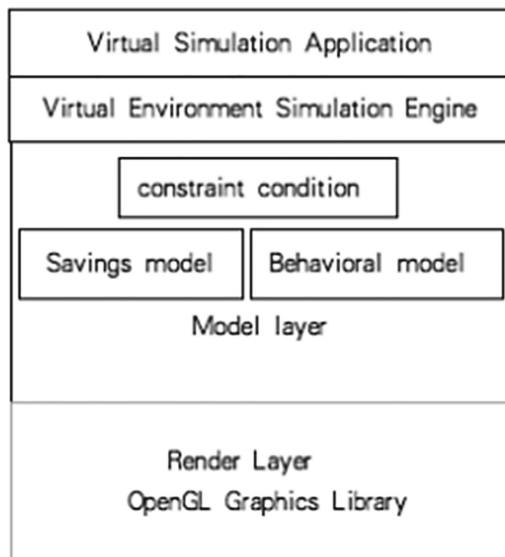 Virtual Simulation Application
Virtual Environment Simulation Engine
constraint condition
Savings model
Behavioral model
Model layer
Render Layer
OpenGL Graphics Library